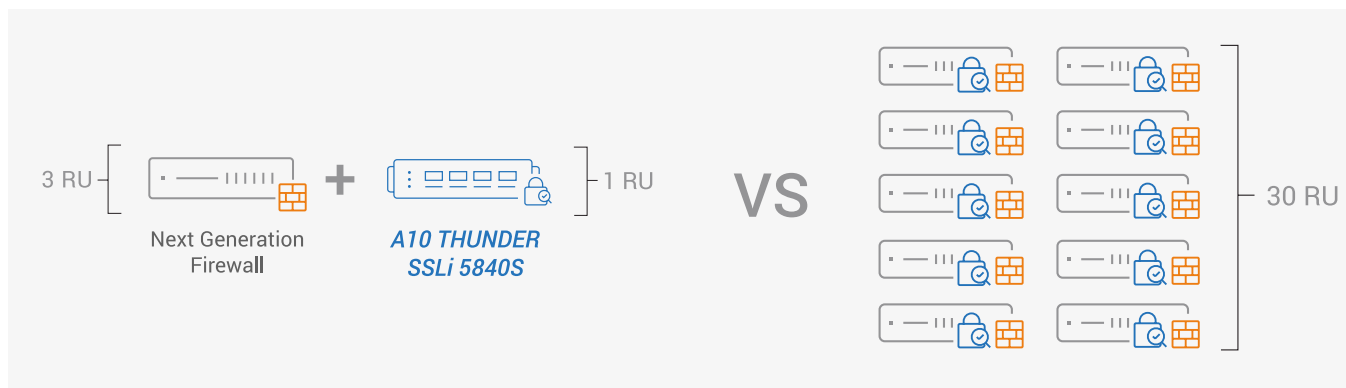 3 RU
Next Generation
Firewall
+
A10 THUNDER
SSLi 5840S
1 RU
VS
30 RU